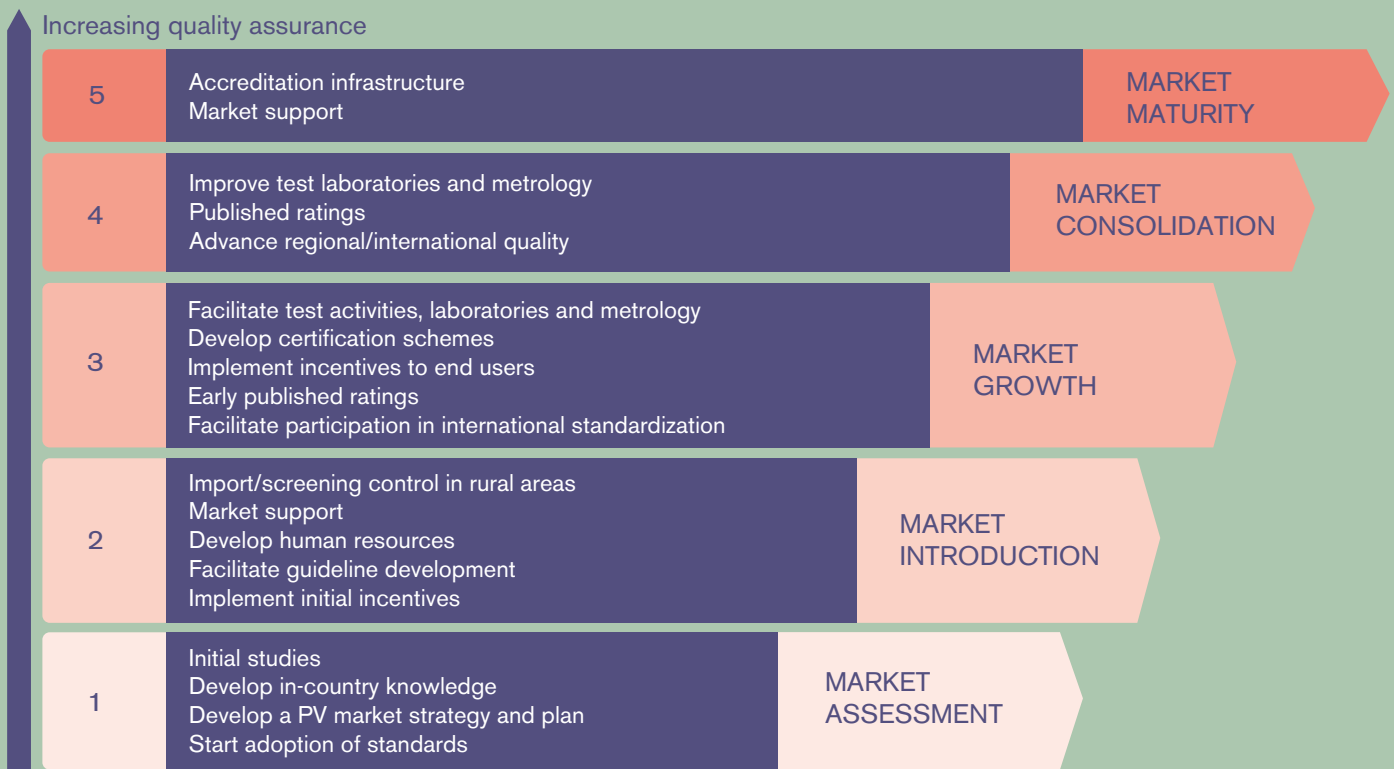 Increasing quality assurance
5
Accreditation infrastructure
Market support
MARKET
MATURITY
4
Improve test laboratories and metrology
Published ratings
Advance regional/international quality
MARKET
CONSOLIDATION
3
Facilitate test activities, laboratories and metrology
Develop certification schemes
Implement incentives to end users
Early published ratings
Facilitate participation in international standardization
MARKET
GROWTH
2
Import/screening control in rural areas
Market support
Develop human resources
Facilitate guideline development
Implement initial incentives
MARKET
INTRODUCTION
1
Initial studies
Develop in-country knowledge
Develop a PV market strategy and plan
Start adoption of standards
MARKET
ASSESSMENT